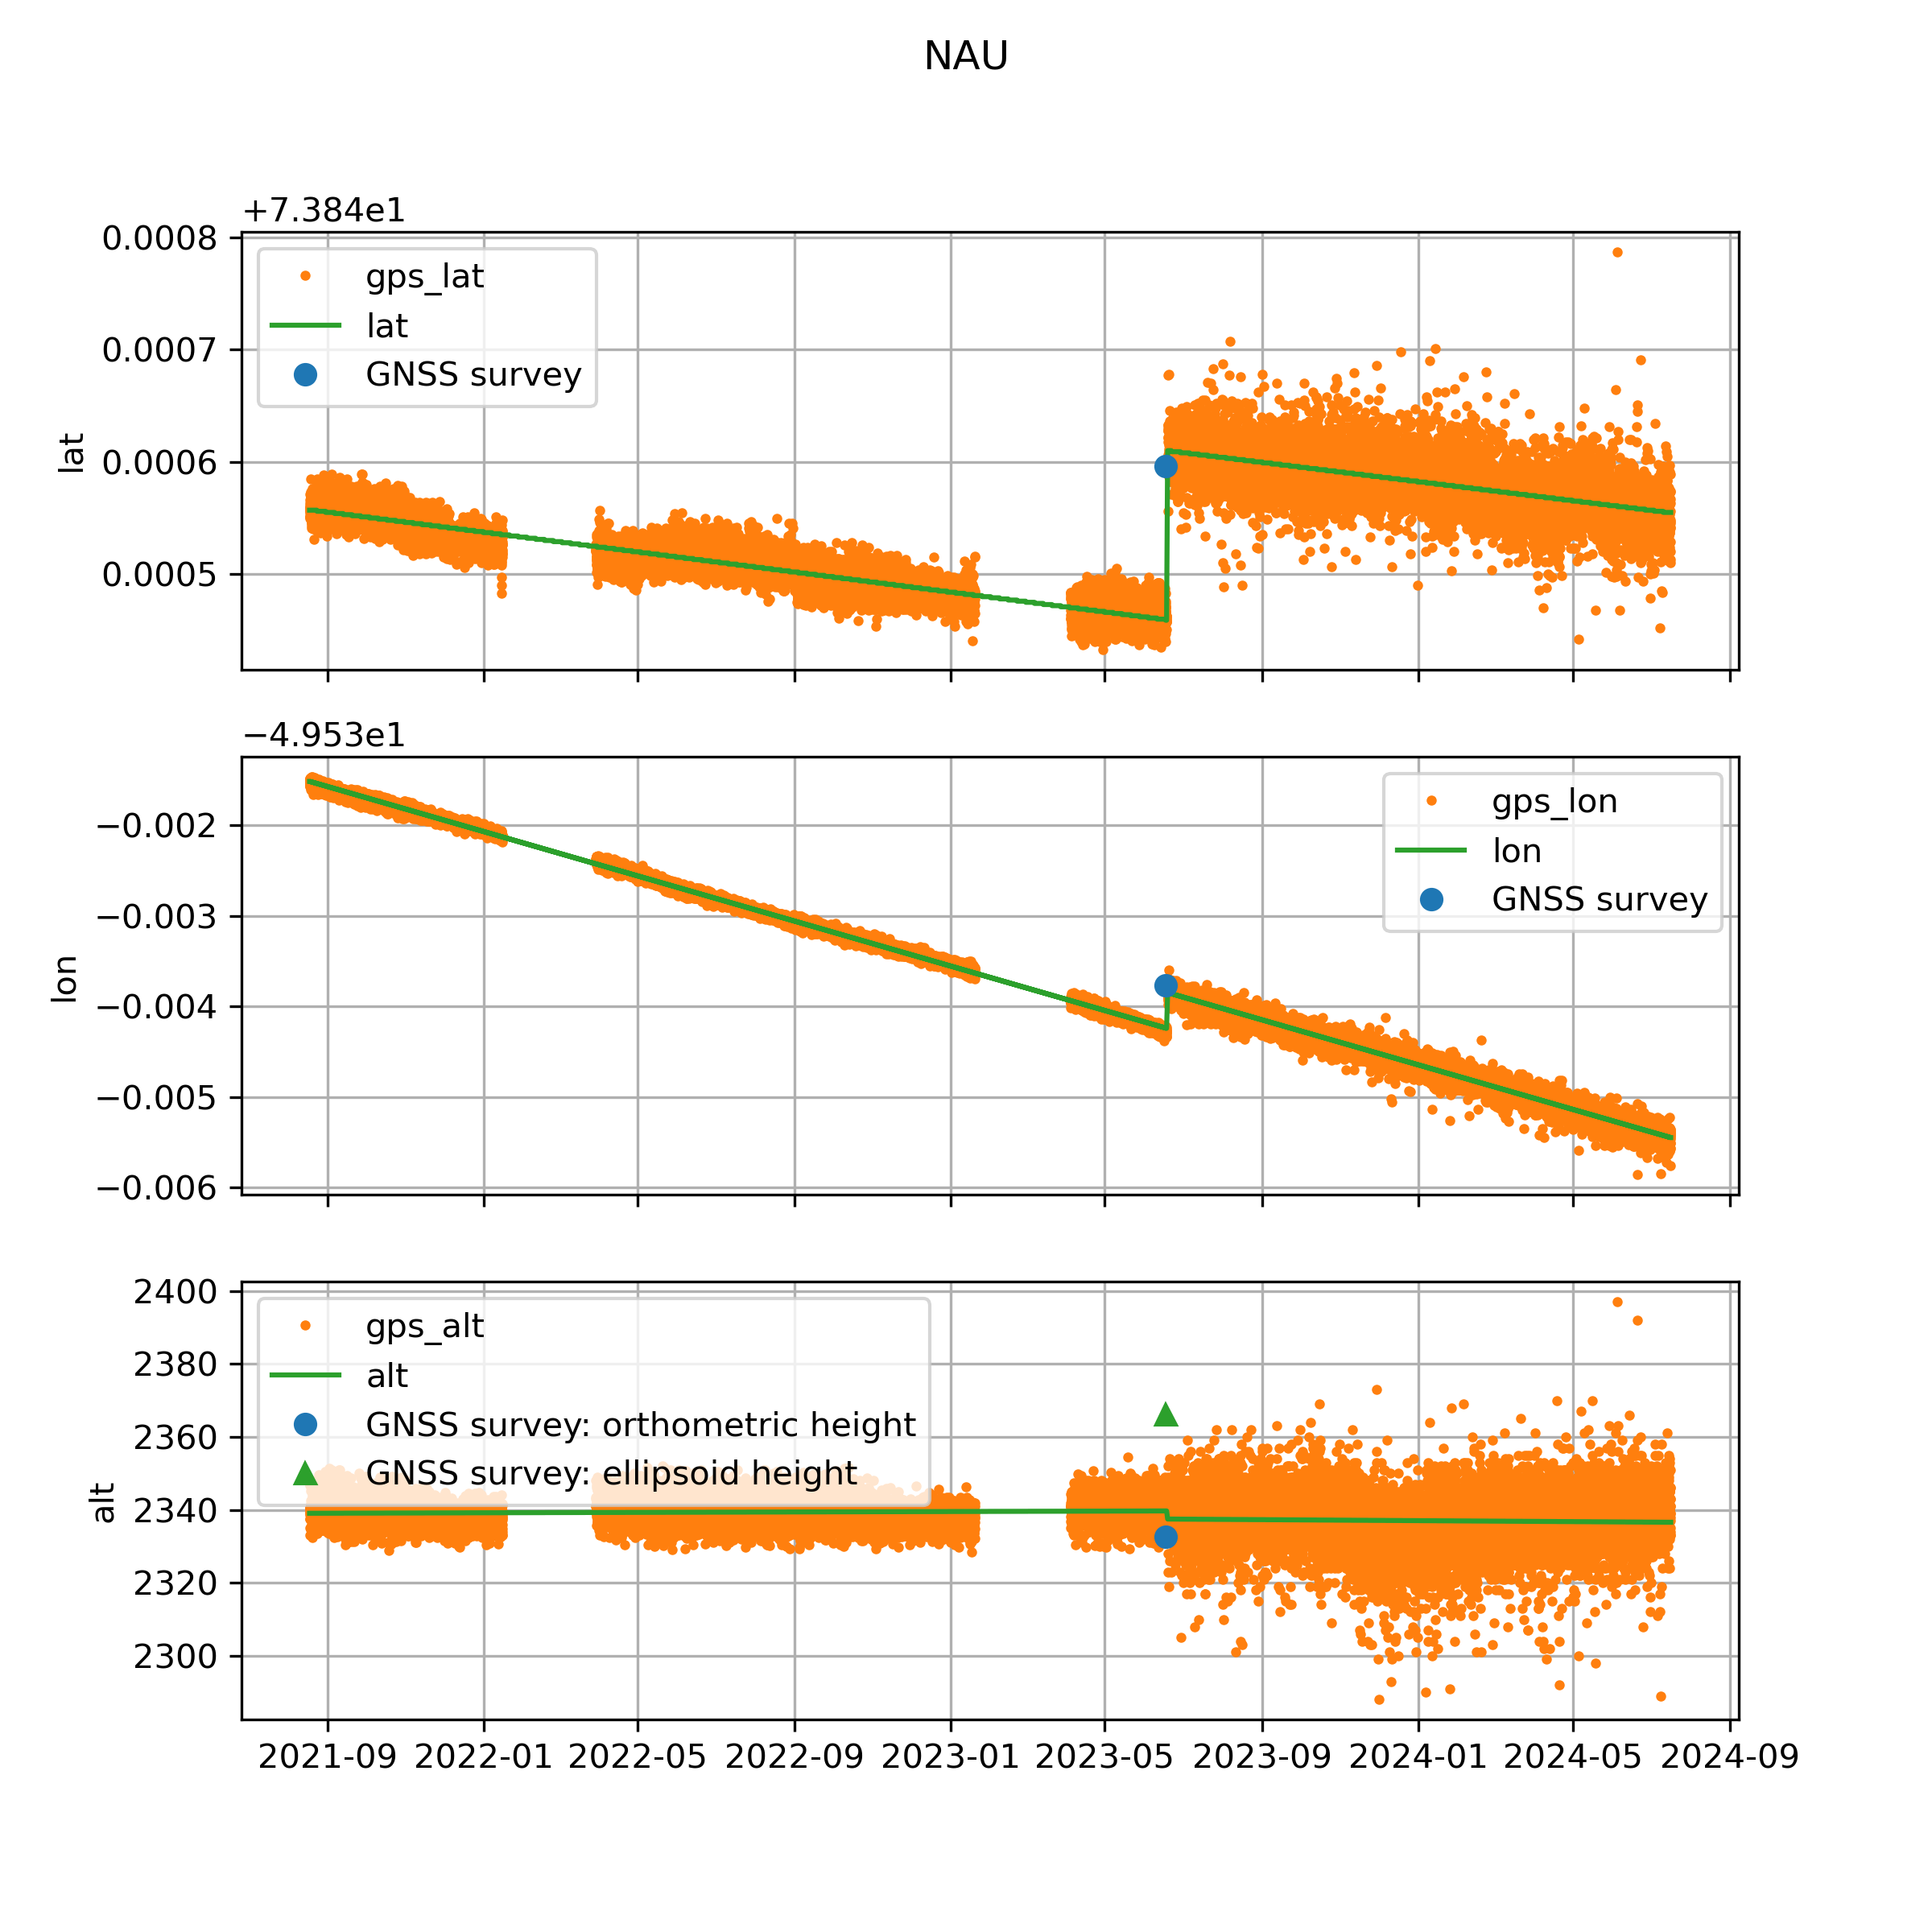 NAU
+7.384e1
0.0008
0.0007
0.0006
0.0005
lat
gps_lat
lat
GNSS survey
−4.953e1
−0.002
−0.003
−0.004
−0.005
−0.006
lon
gps_lon
lon
GNSS survey
2400
2380
2360
2340
2320
2300
alt
gps_alt
alt
GNSS survey: orthometric height
GNSS survey: ellipsoid height
2021-09 2022-01 2022-05 2022-09 2023-01 2023-05 2023-09 2024-01 2024-05 2024-09